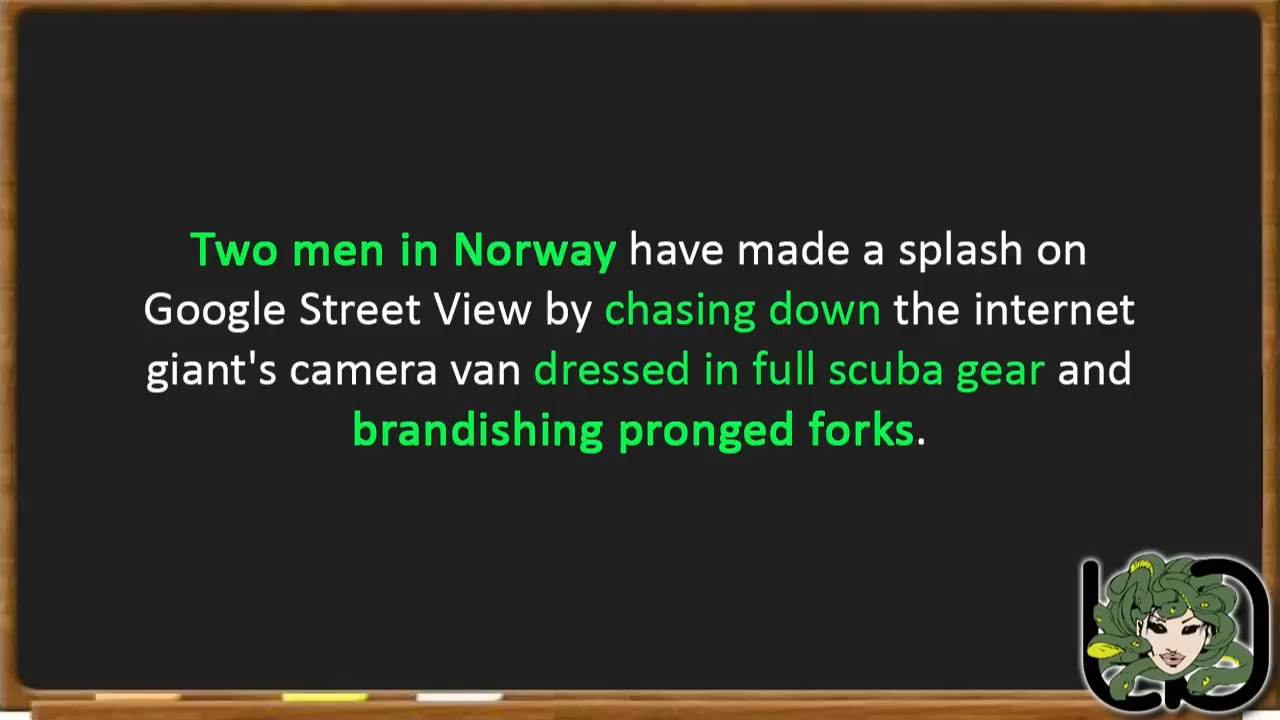 Two men in Norway have made a splash on
Google Street View by chasing down the internet
giant's camera van dressed in full scuba gear and
brandishing pronged forks.